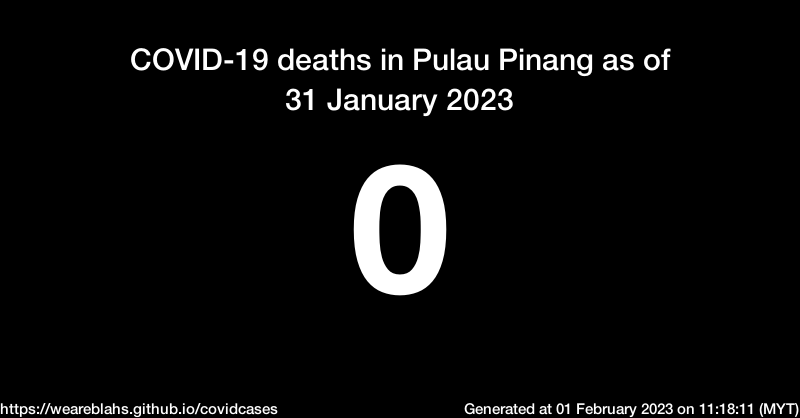 COVID-19 deaths in Pulau Pinang as of
31 January 2023
0
https://weareblahs.github.io/covidcases
Generated at 01 February 2023 on 11:18:11 (MYT)